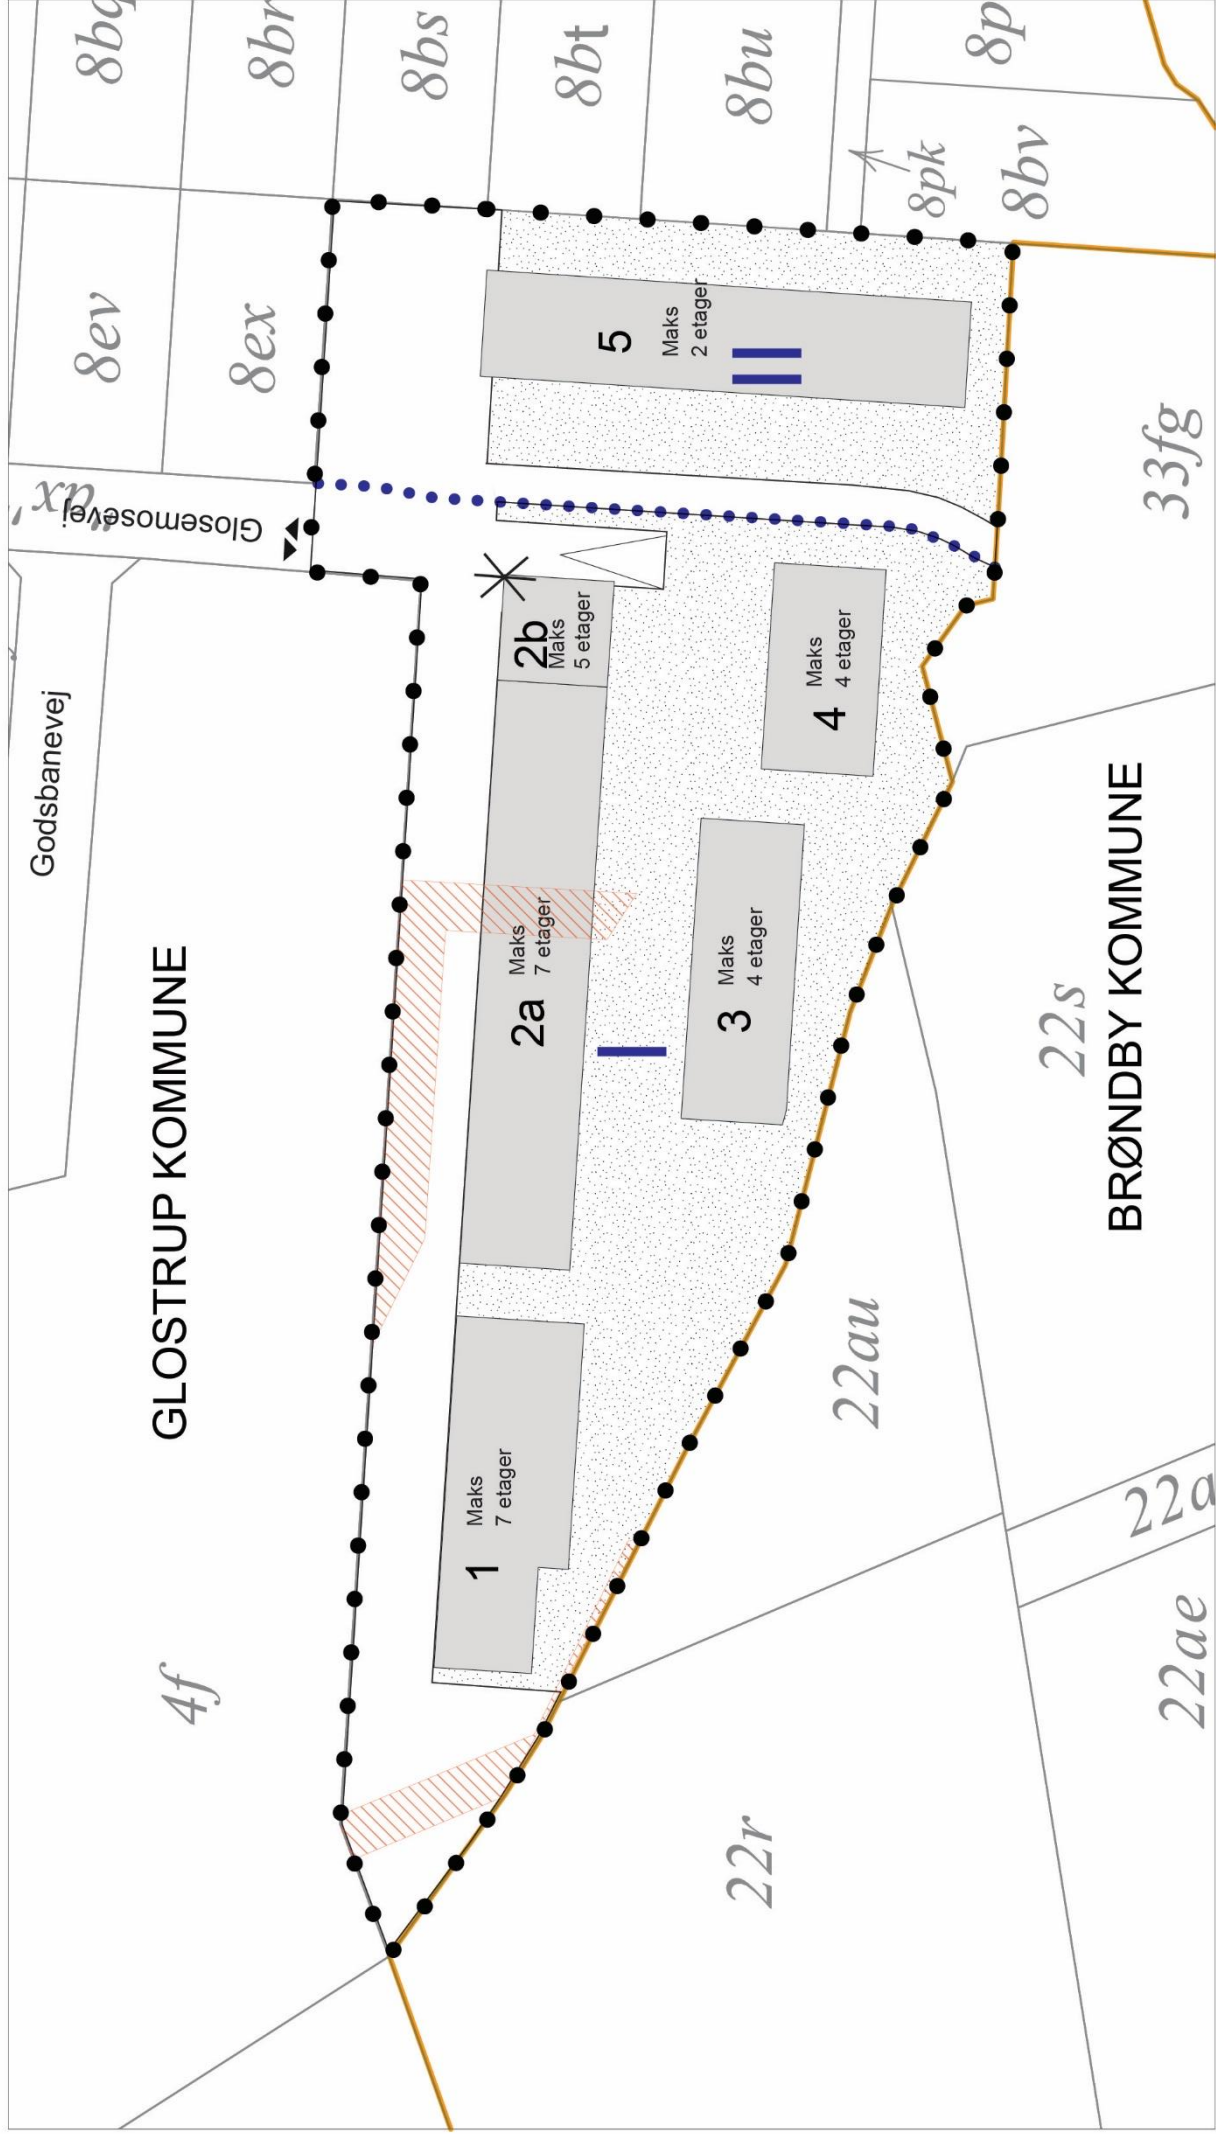 GLOSTRUP KOMMUNE
BRØNDBY KOMMUNE
Godsbanevej
Glosemosevej
8br
8bs
8bt
8bu
8p
8pk
8bv
8ev
8ex
33fg
4f
22s
22au
22a
22ae
22r
1
Maks
7 etager
2a
Maks
7 etager
2b
Maks
5 etager
3
Maks
4 etager
4
Maks
4 etager
5
Maks
2 etager